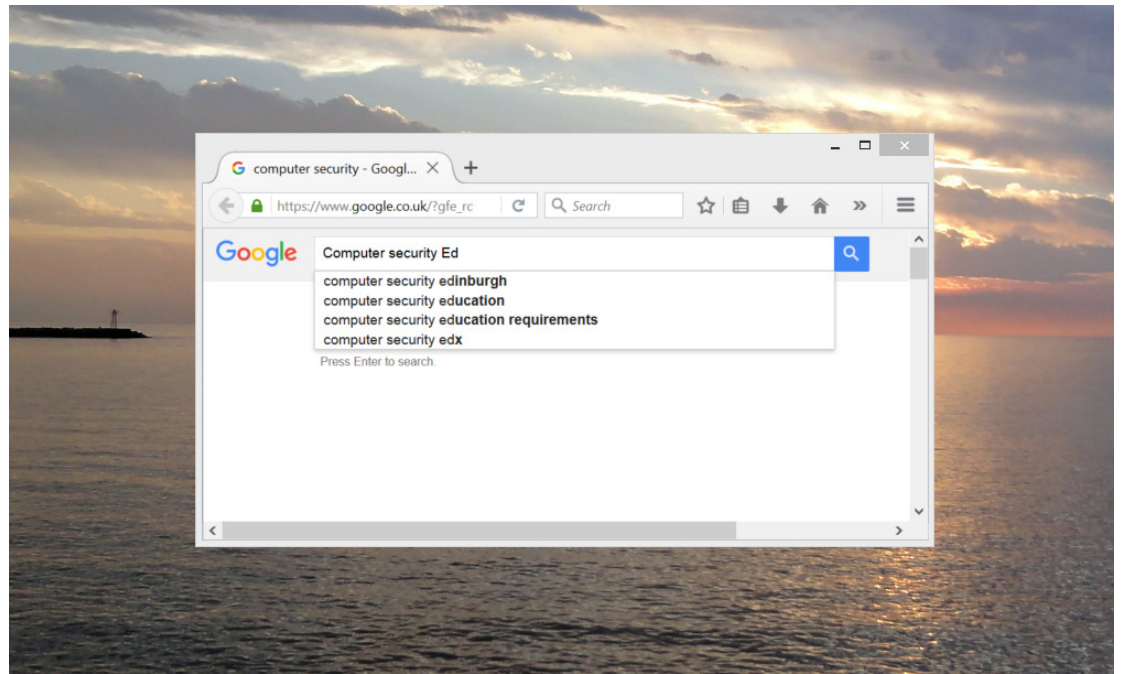 computer security - Googl...
https://www.google.co.uk/?gfe_rc
Search
Google
Computer security Ed
computer security edinburgh
computer security education
computer security education requirements
computer security edx
Press Enter to search.